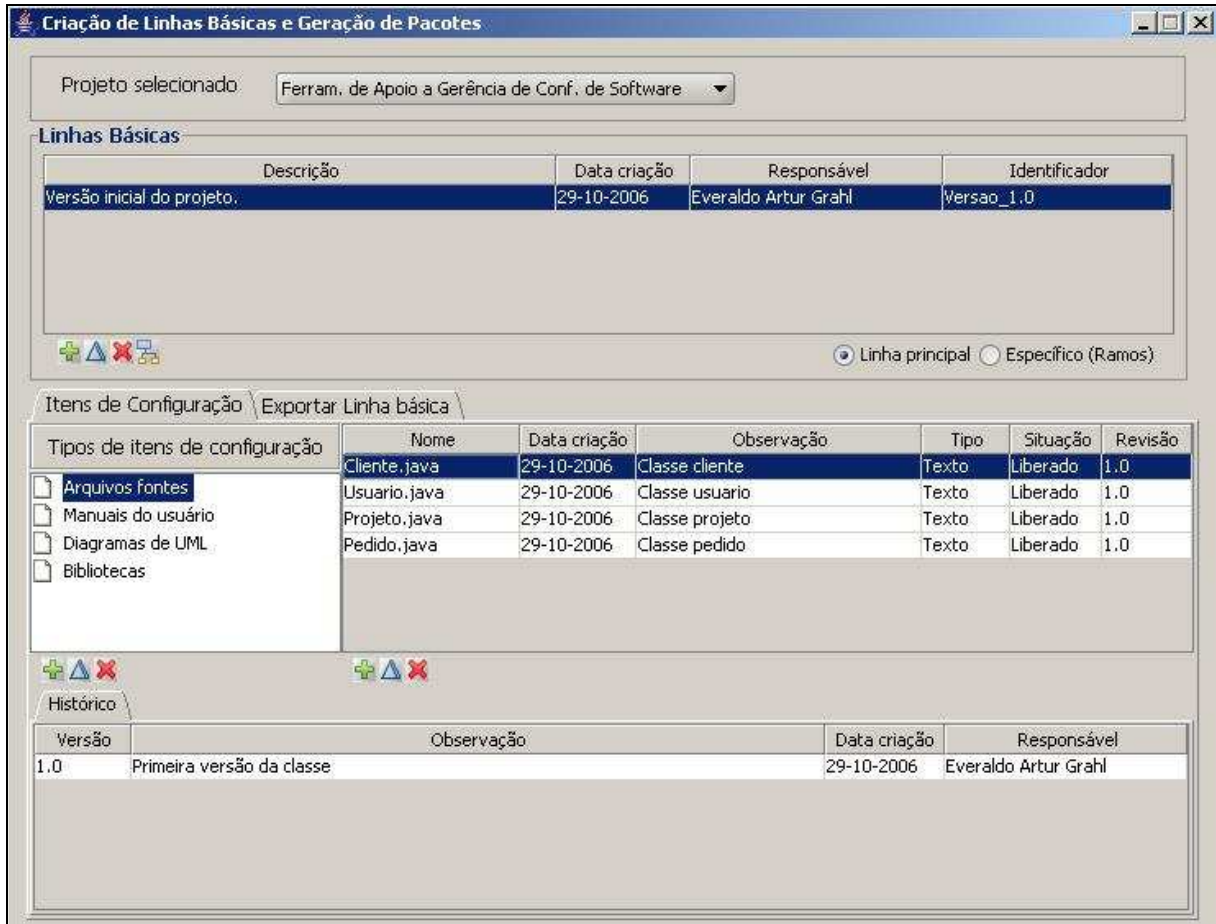 Criação de Linhas Básicas e Geração de Pacotes
Projeto selecionado Ferram. de Apoio a Gerência de Conf. de Software
Linhas Básicas
Descrição Data criação Responsável Identificador
Versão inicial do projeto. 29-10-2006 Everaldo Artur Grahl Versao_1.0
Linha principal Específico (Ramos)
Itens de Configuração Exportar Linha básica
Tipos de itens de configuração
Arquivos fontes
Manuais do usuário
Diagramas de UML
Bibliotecas
Nome Data criação Observação Tipo Situação Revisão
Cliente.java 29-10-2006 Classe cliente Texto Liberado 1.0
Usuario.java 29-10-2006 Classe usuario Texto Liberado 1.0
Projeto.java 29-10-2006 Classe projeto Texto Liberado 1.0
Pedido.java 29-10-2006 Classe pedido Texto Liberado 1.0
Histórico
Versão Observação Data criação Responsável
1.0 Primeira versão da classe 29-10-2006 Everaldo Artur Grahl